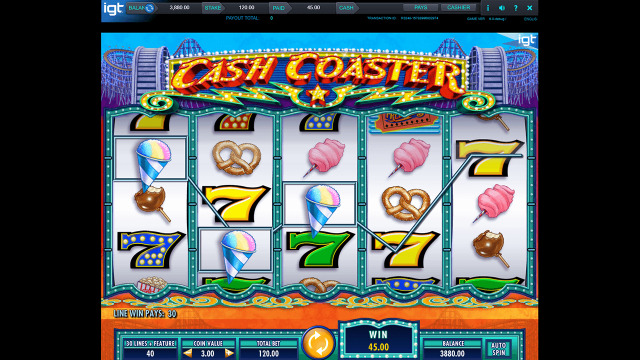 igt BALANCE 3,880.00 STAKE 120.00 PAID 45.00 CASH PAYS CASHIER i ? ×
PAYOUT TOTAL: 0 TRANSACTION ID
igt
CASH COASTER
LINE WIN PAYS: 30
30 LINES + FEATURE COIN VALUE TOTAL BET WIN BALANCE AUTO SPIN
40 3.00 120.00 45.00 3880.00